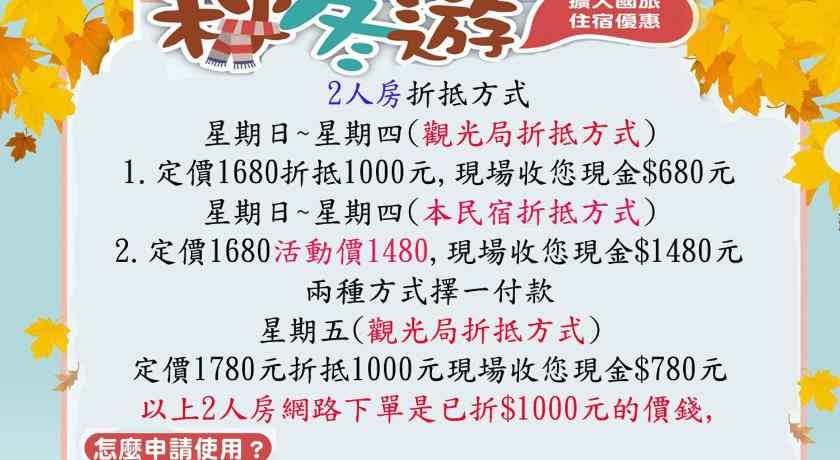 秋冬遊
擴大國旅
住宿優惠
2人房折抵方式
星期日~星期四(觀光局折抵方式)
1.定價1680折抵1000元,現場收您現金$680元
星期日~星期四(本民宿折抵方式)
2.定價1680活動價1480,現場收您現金$1480元
兩種方式擇一付款
星期五(觀光局折抵方式)
定價1780元折抵1000元現場收您現金$780元
以上2人房網路下單是已折$1000元的價錢,
怎麼申請使用?